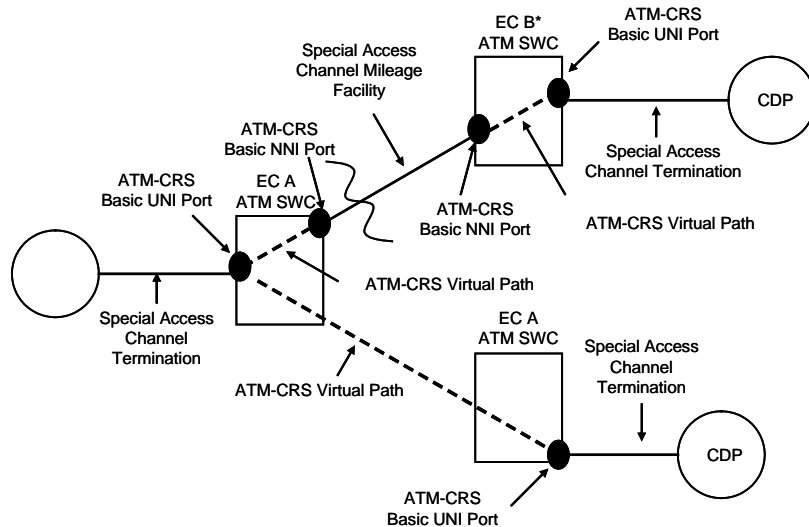 EC B*
ATM SWC
ATM-CRS
Basic UNI Port
Special Access
Channel Mileage
Facility
CDP
ATM-CRS
Basic NNI Port
Special Access
Channel Termination
ATM-CRS
Basic UNI Port
EC A
ATM SWC
ATM-CRS
Basic NNI Port
ATM-CRS Virtual Path
ATM-CRS Virtual Path
Special Access
Channel
Termination
EC A
ATM SWC
Special Access
Channel
Termination
ATM-CRS Virtual Path
CDP
ATM-CRS
Basic UNI Port